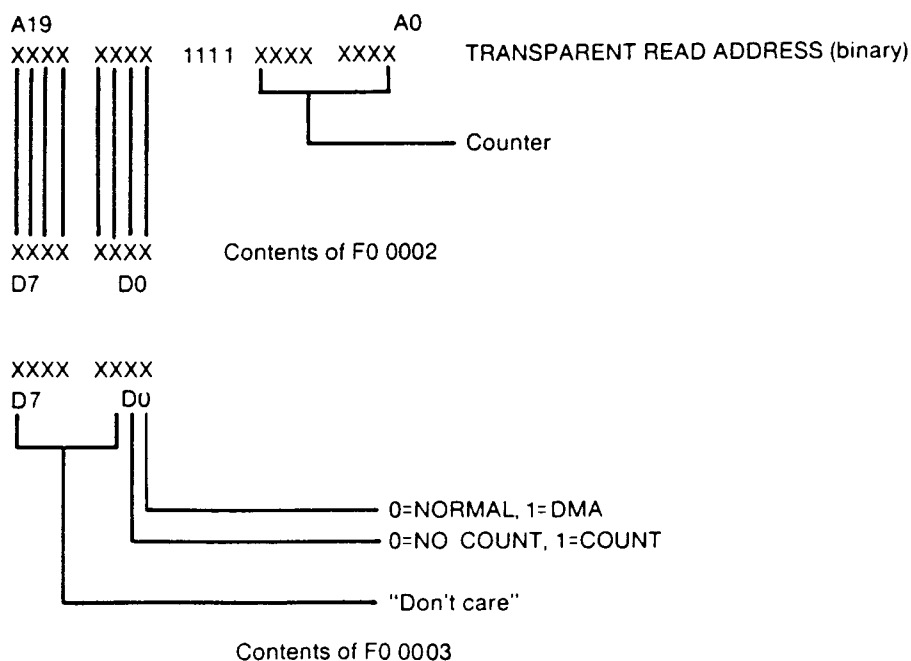 A19 A0
XXXX XXXX 1111 XXXX XXXX TRANSPARENT READ ADDRESS (binary)
Counter
XXXX XXXX Contents of F0 0002
D7 D0
XXXX XXXX
D7 D0
0=NORMAL, 1=DMA
0=NO COUNT, 1=COUNT
"Don't care"
Contents of F0 0003